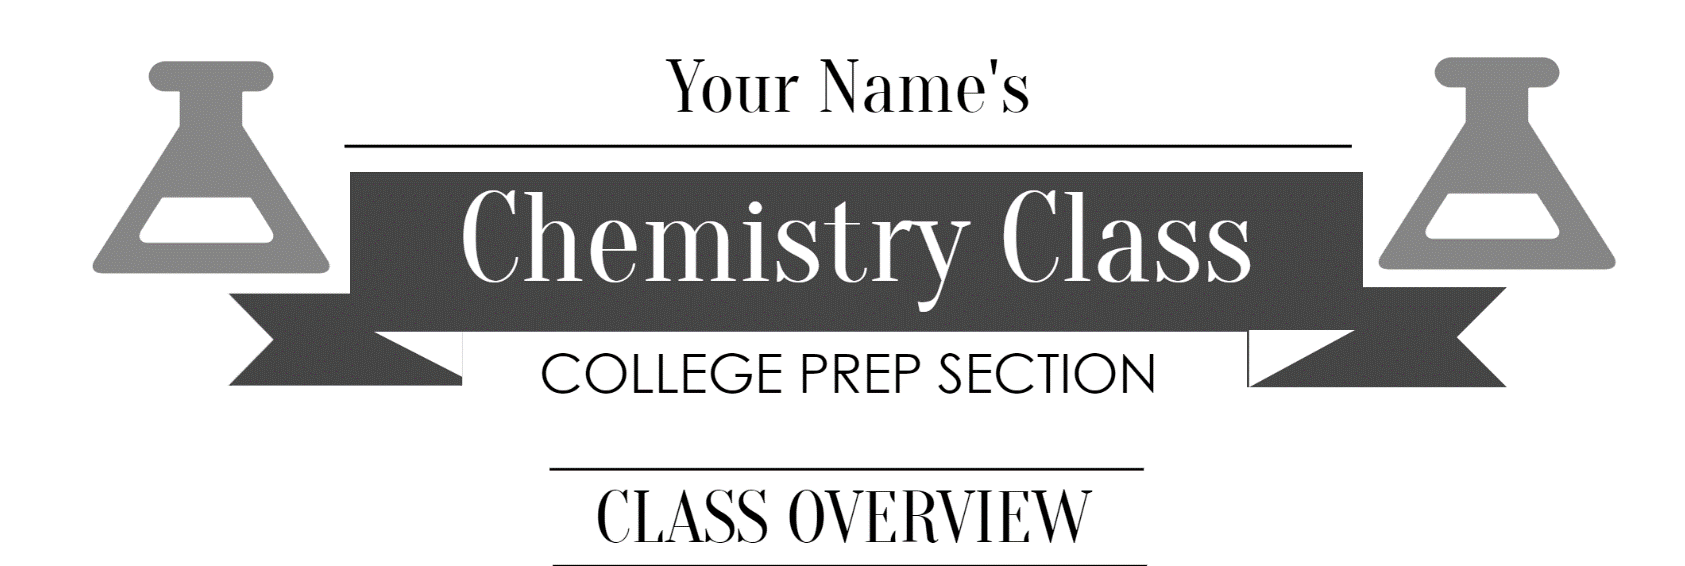 Your Name's
Chemistry Class
COLLEGE PREP SECTION
CLASS OVERVIEW